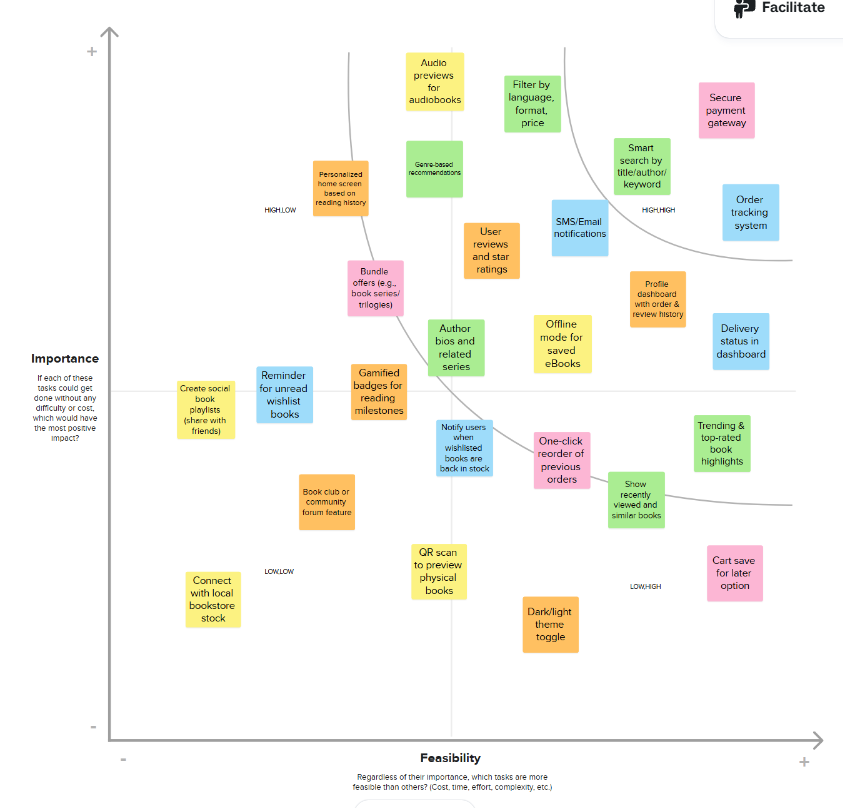 Facilitate
+
Audio
previews
for
audiobooks
Filter by
language,
format,
price
Secure
payment
gateway
Smart
search by
title/author/
keyword
Genre-based
recommendations
Personalized
home screen
based on
reading history
HIGH,LOW
HIGH,HIGH
Order
tracking
system
SMS/Email
notifications
User
reviews
and star
ratings
Bundle
offers (e.g.,
book series/
trilogies)
Profile
dashboard
with order &
review history
Author
bios and
related
series
Offline
mode for
saved
eBooks
Delivery
status in
dashboard
Importance
If each of these
tasks could get
done without any
difficulty or cost,
which would have
the most positive
impact?
Create social
book
playlists
(share with
friends)
Reminder
for unread
wishlist
books
Gamified
badges for
reading
milestones
Notify users
when
wishlisted
books are
back in stock
One-click
reorder of
previous
orders
Trending &
top-rated
book
highlights
Show
recently
viewed and
similar books
Book club or
community
forum feature
LOW,LOW
Connect
with local
bookstore
stock
QR scan
to preview
physical
books
Cart save
for later
option
LOW,HIGH
Dark/light
theme
toggle
-
-
Feasibility
+
Regardless of their importance, which tasks are more
feasible than others? (Cost, time, effort, complexity, etc.)